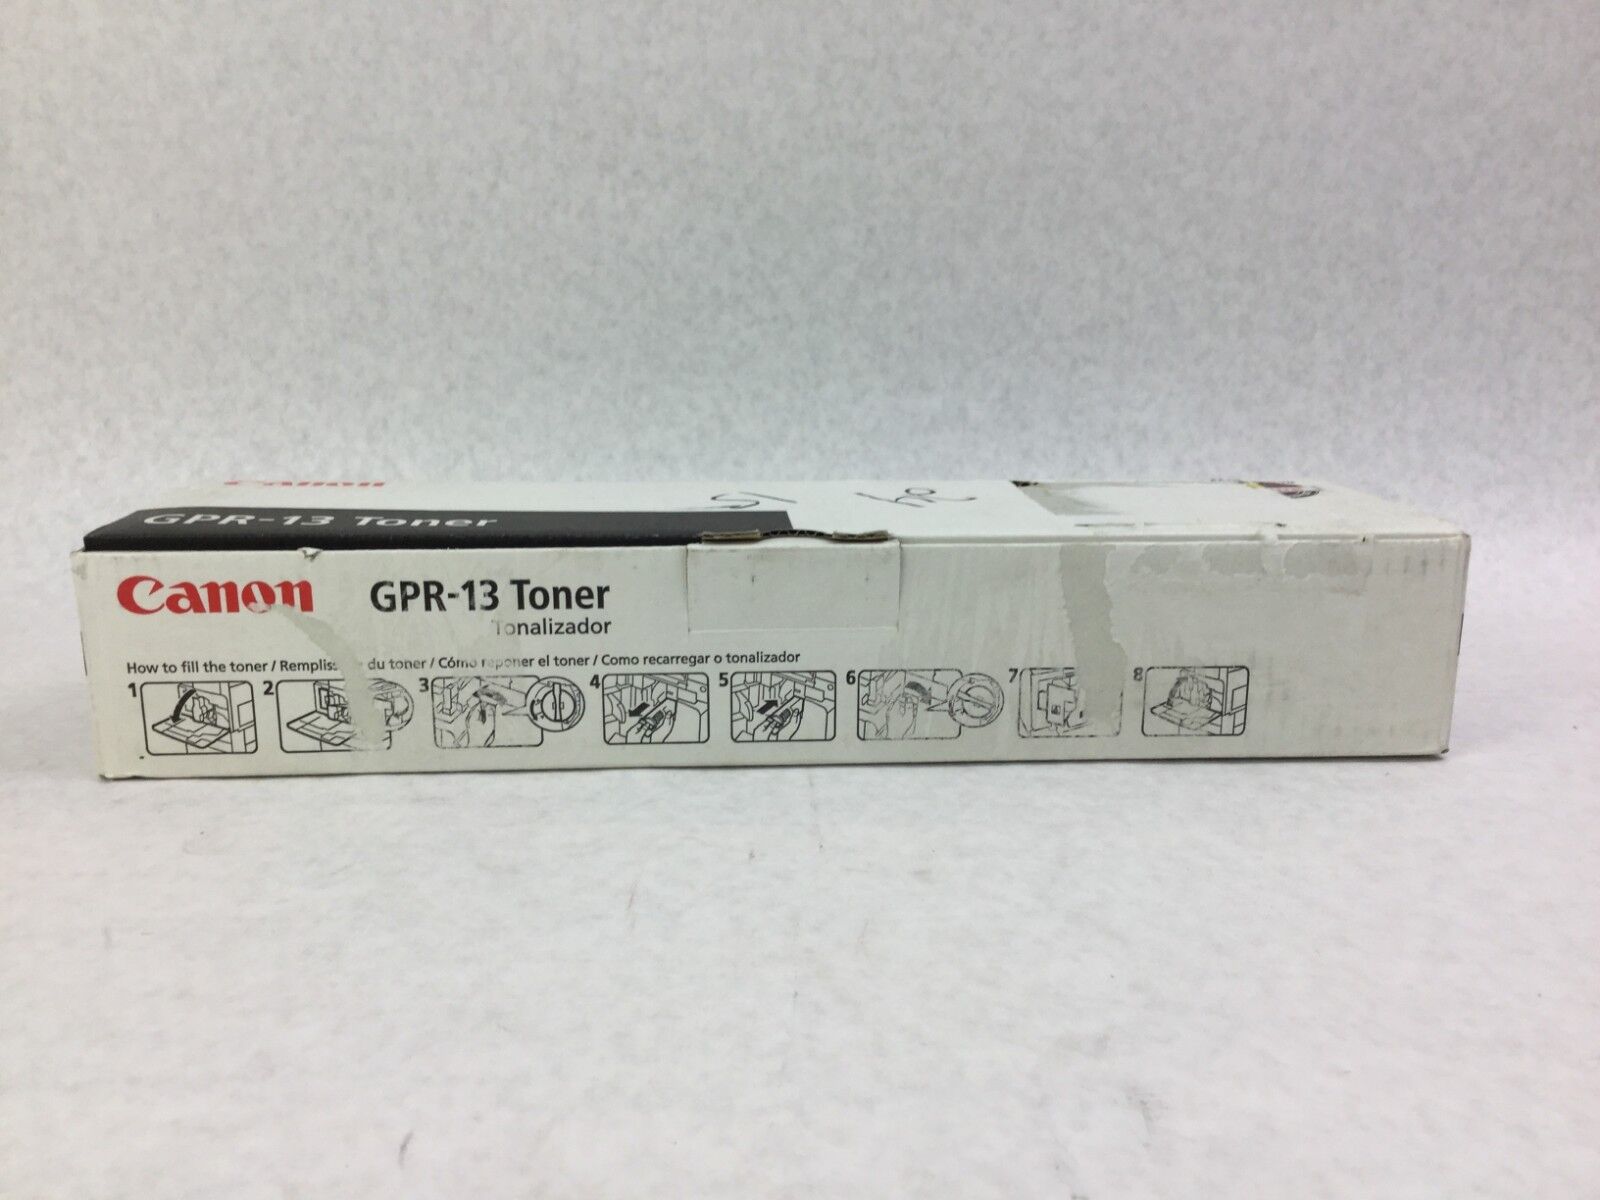 Canon
GPR-13 Toner
Canon
GPR-13 Toner
Tonalizador
How to fill the toner / Rempliss du toner / Cómo reponer el toner / Como recarregar o tonalizador
1 2 3 4 5 6 7 8